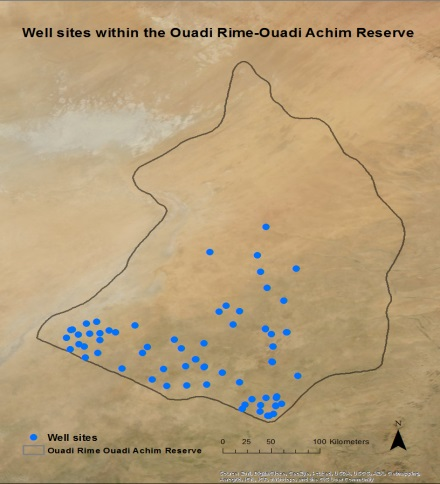 Well sites within the Ouadi Rime-Ouadi Achim Reserve
N
Well sites
0 25 50 100 Kilometers
Ouadi Rime Ouadi Achim Reserve